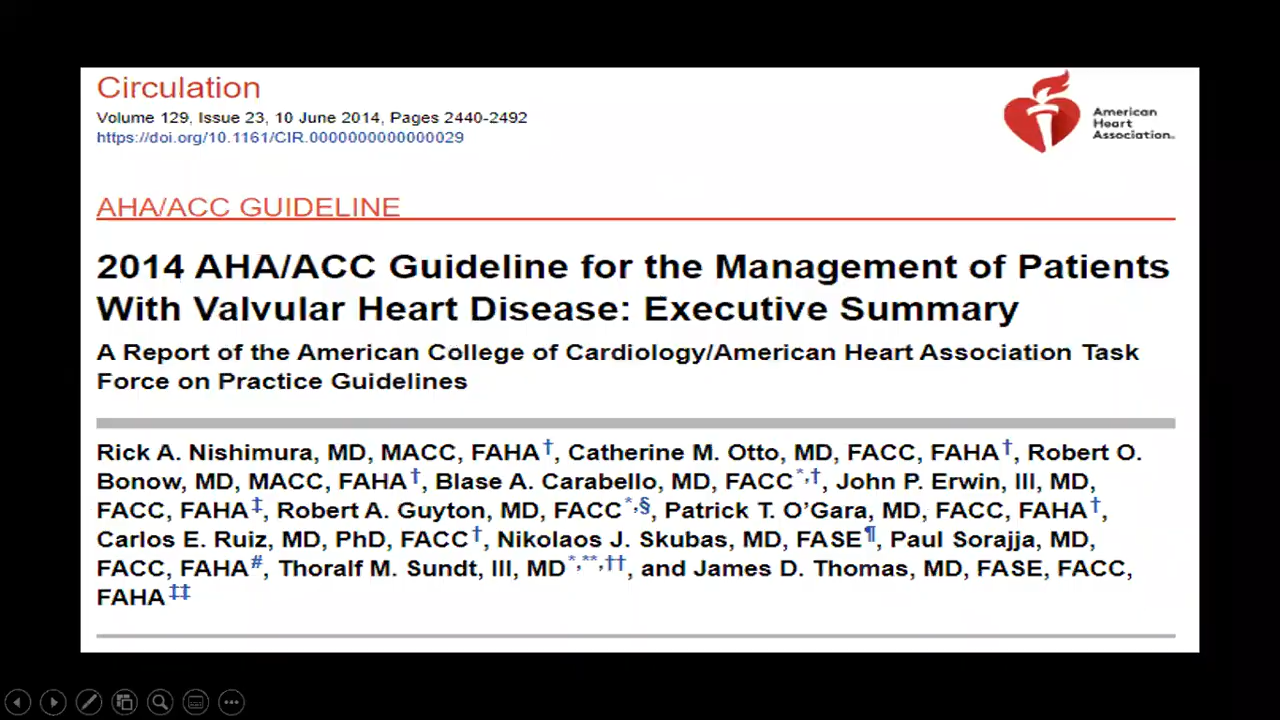 Circulation
Volume 129, Issue 23, 10 June 2014, Pages 2440-2492
https://doi.org/10.1161/CIR.0000000000000029
American
Heart
Association.
AHA/ACC GUIDELINE
2014 AHA/ACC Guideline for the Management of Patients
With Valvular Heart Disease: Executive Summary
A Report of the American College of Cardiology/American Heart Association Task
Force on Practice Guidelines
Rick A. Nishimura, MD, MACC, FAHA†, Catherine M. Otto, MD, FACC, FAHA†, Robert O.
Bonow, MD, MACC, FAHA†, Blase A. Carabello, MD, FACC*,†, John P. Erwin, III, MD,
FACC, FAHA‡, Robert A. Guyton, MD, FACC*,§, Patrick T. O’Gara, MD, FACC, FAHA†,
Carlos E. Ruiz, MD, PhD, FACC†, Nikolaos J. Skubas, MD, FASE¶, Paul Sorajja, MD,
FACC, FAHA#, Thoralf M. Sundt, III, MD*,**,††, and James D. Thomas, MD, FASE, FACC,
FAHA‡‡